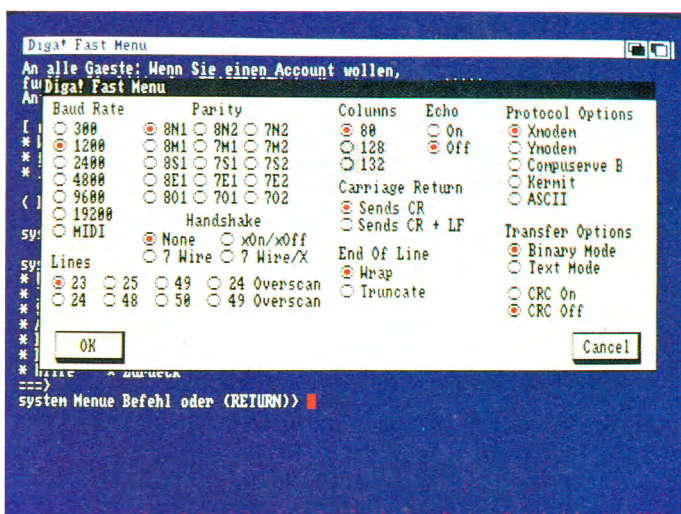 Diga! Fast Menu
An alle Gaeste: Wenn Sie einen Account wollen,
Diga! Fast Menu
Baud Rate
300
1200
2400
4800
9600
19200
MIDI
Parity
8N1 8N2 7N2
8M1 7M1 7M2
8S1 7S1 7S2
8E1 7E1 7E2
8O1 7O1 7O2
Handshake
None xOn/xOff
7 Wire 7 Wire/X
Lines
23 25 49 24 Overscan
24 48 50 49 Overscan
Columns
80
128
132
Echo
On
Off
Carriage Return
Sends CR
Sends CR + LF
End Of Line
Wrap
Truncate
Protocol Options
Xmodem
Ymodem
Compuserve B
Kermit
ASCII
Transfer Options
Binary Mode
Text Mode
CRC On
CRC Off
OK
Cancel
===>
system Menue Befehl oder (RETURN)>